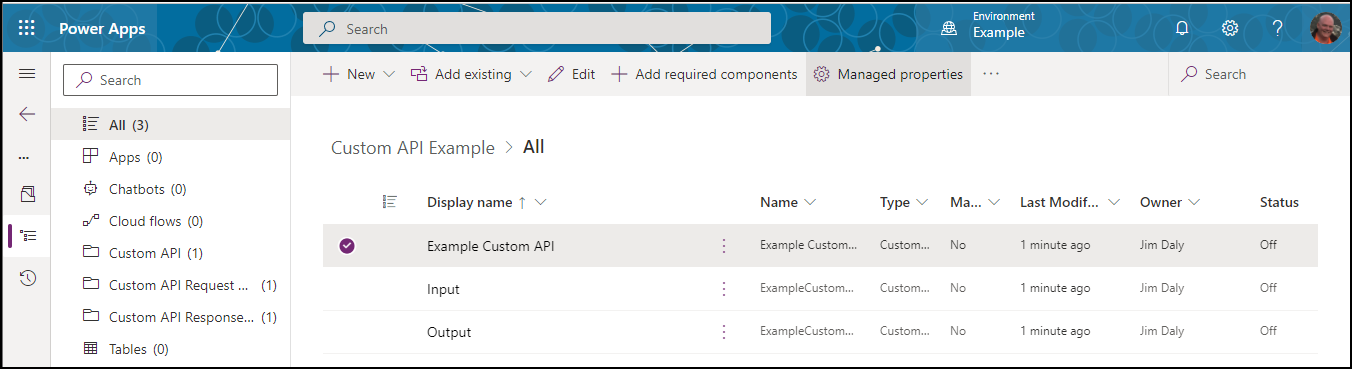 Power Apps
Search
Environment
Example
?
Search
New
Add existing
Edit
Add required components
Managed properties
...
Search
All (3)
Apps (0)
Chatbots (0)
Cloud flows (0)
Custom API (1)
Custom API Request ... (1)
Custom API Response... (1)
Tables (0)
...
Custom API Example > All
Display name ↑ Name Type Ma... Last Modif... Owner Status
Example Custom API Example Custom... Custom... No 1 minute ago Jim Daly Off
Input ExampleCustom... Custom... No 1 minute ago Jim Daly Off
Output ExampleCustom... Custom... No 1 minute ago Jim Daly Off